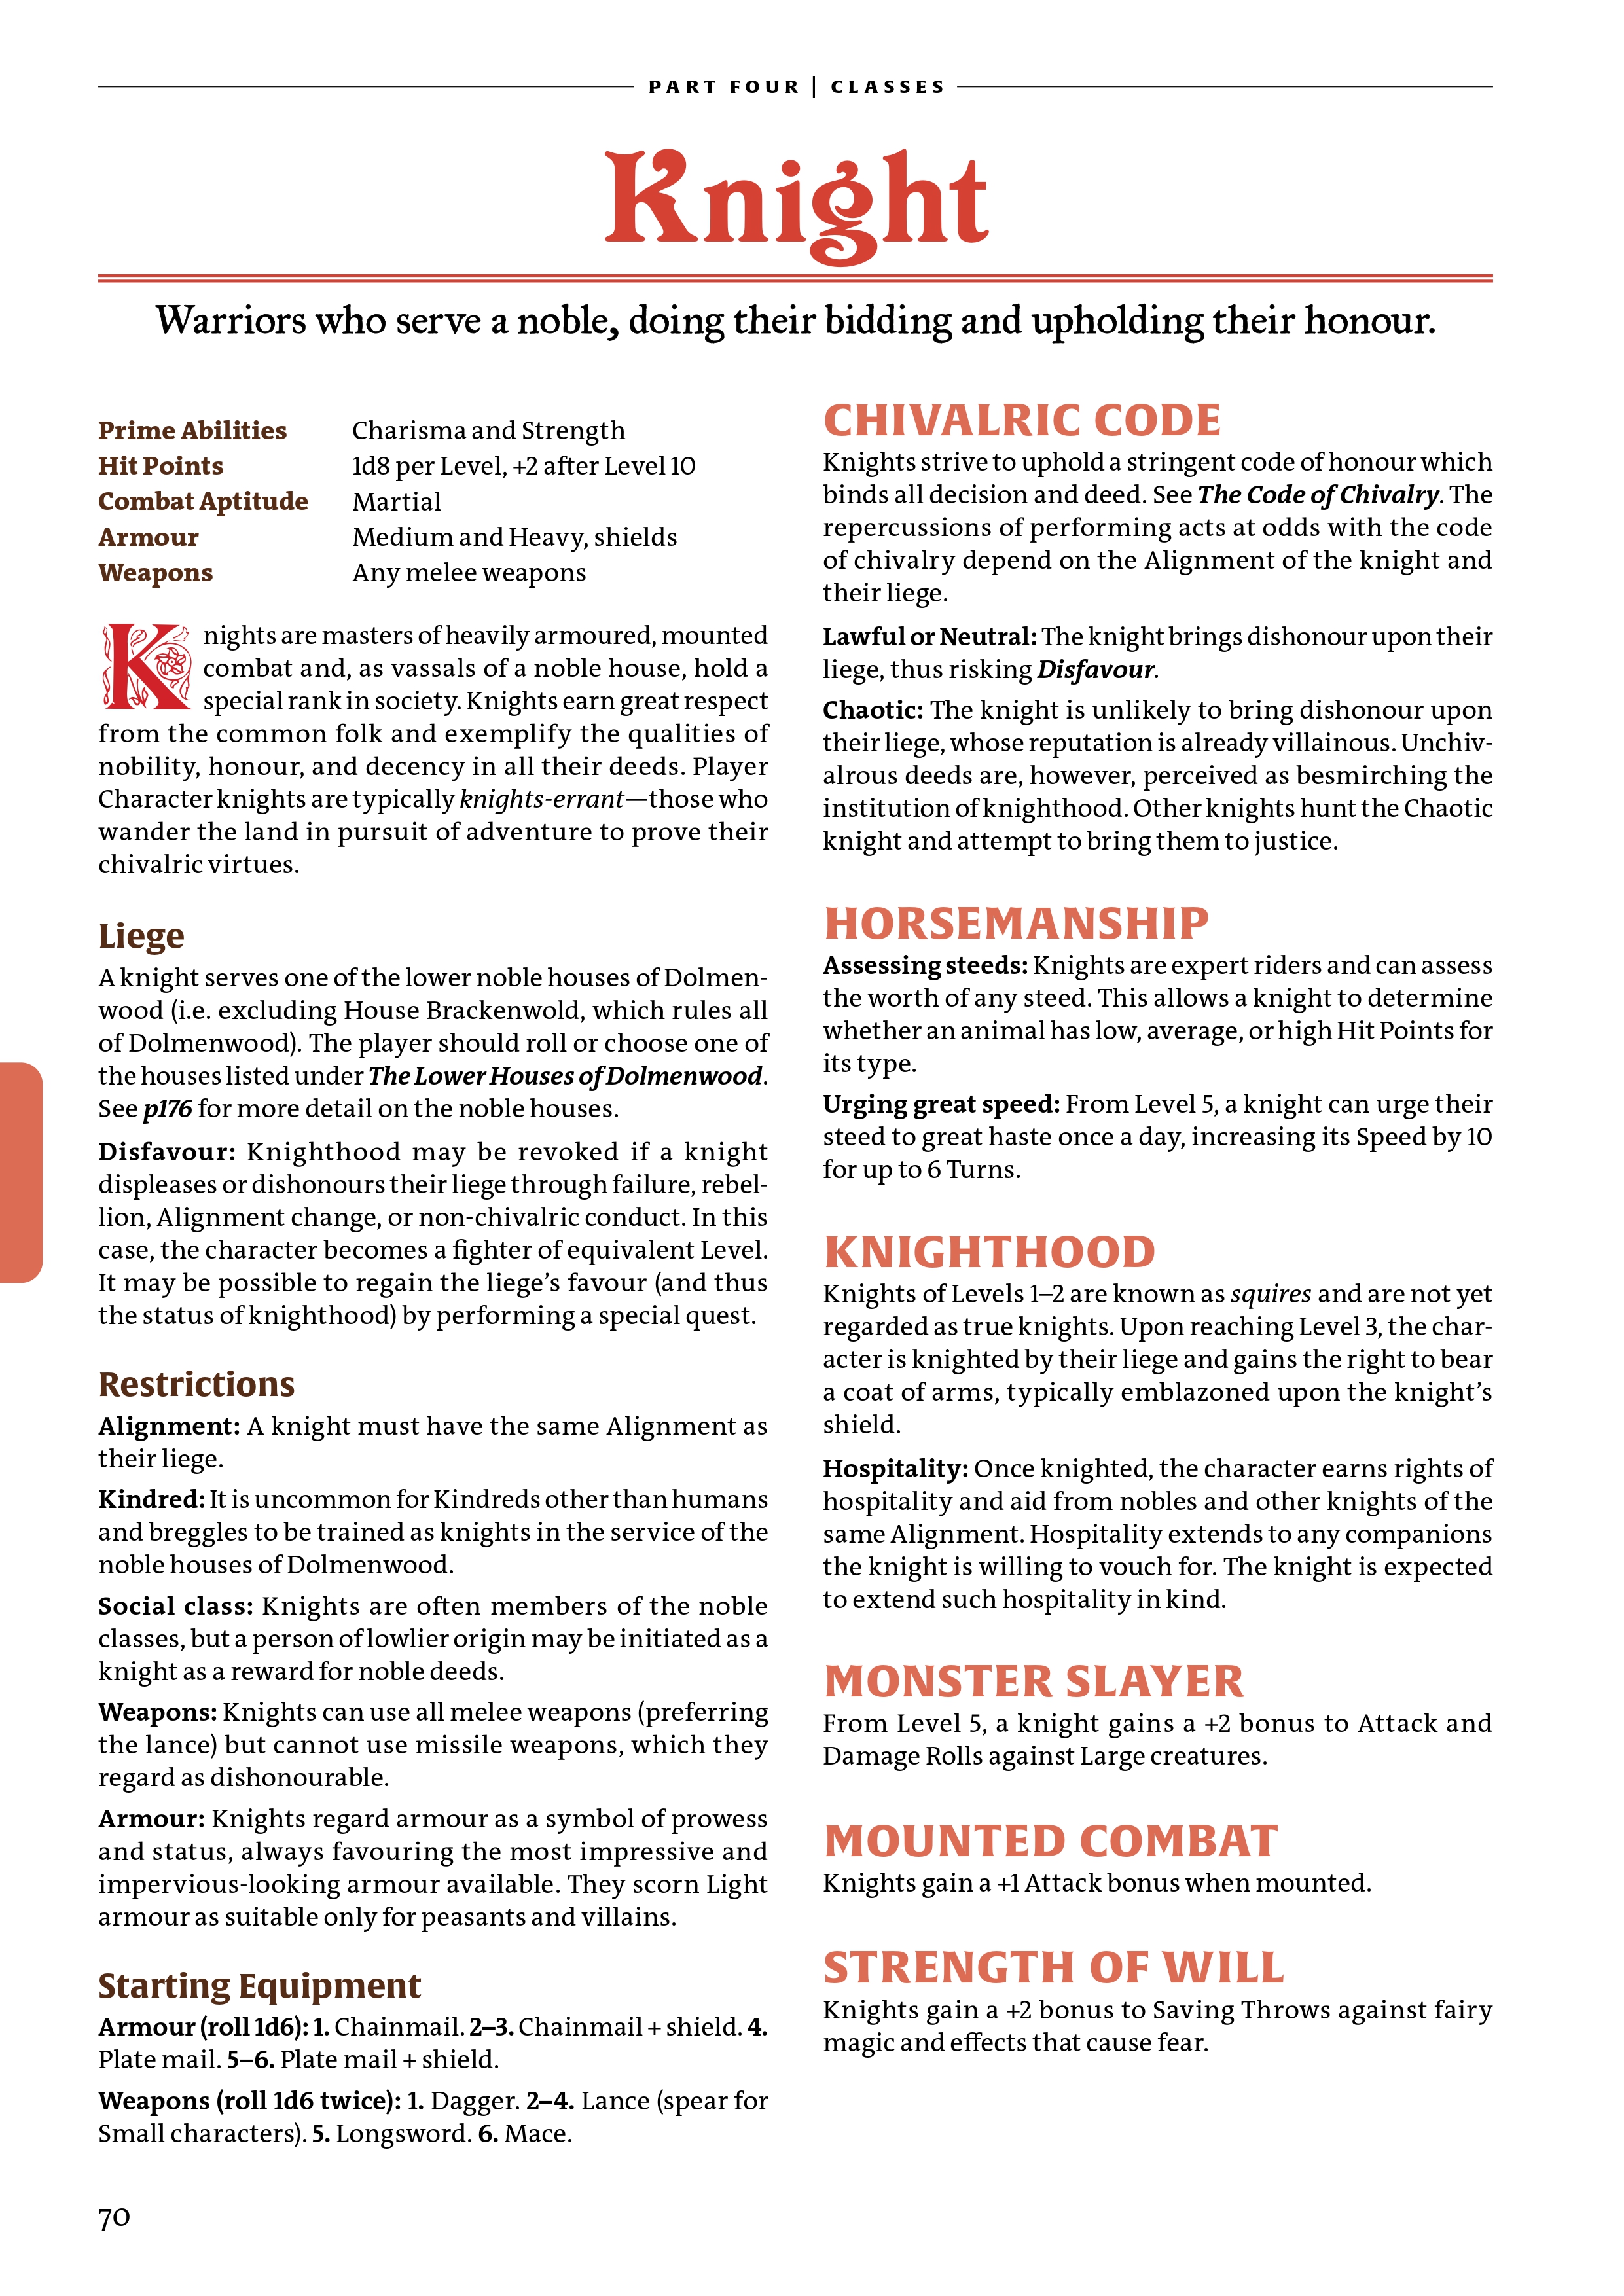 PART FOUR | CLASSES
Knight
Warriors who serve a noble, doing their bidding and upholding their honour.
Prime Abilities Charisma and Strength
Hit Points 1d8 per Level, +2 after Level 10
Combat Aptitude Martial
Armour Medium and Heavy, shields
Weapons Any melee weapons
Knights are masters of heavily armoured, mounted
combat and, as vassals of a noble house, hold a
special rank in society. Knights earn great respect
from the common folk and exemplify the qualities of
nobility, honour, and decency in all their deeds. Player
Character knights are typically knights-errant—those who
wander the land in pursuit of adventure to prove their
chivalric virtues.
Liege
A knight serves one of the lower noble houses of Dolmen-
wood (i.e. excluding House Brackenwold, which rules all
of Dolmenwood). The player should roll or choose one of
the houses listed under The Lower Houses of Dolmenwood.
See p176 for more detail on the noble houses.
Disfavour: Knighthood may be revoked if a knight
displeases or dishonours their liege through failure, rebel-
lion, Alignment change, or non-chivalric conduct. In this
case, the character becomes a fighter of equivalent Level.
It may be possible to regain the liege's favour (and thus
the status of knighthood) by performing a special quest.
Restrictions
Alignment: A knight must have the same Alignment as
their liege.
Kindred: It is uncommon for Kindreds other than humans
and breggles to be trained as knights in the service of the
noble houses of Dolmenwood.
Social class: Knights are often members of the noble
classes, but a person of lowlier origin may be initiated as a
knight as a reward for noble deeds.
Weapons: Knights can use all melee weapons (preferring
the lance) but cannot use missile weapons, which they
regard as dishonourable.
Armour: Knights regard armour as a symbol of prowess
and status, always favouring the most impressive and
impervious-looking armour available. They scorn Light
armour as suitable only for peasants and villains.
Starting Equipment
Armour (roll 1d6): 1. Chainmail. 2–3. Chainmail + shield. 4.
Plate mail. 5–6. Plate mail + shield.
Weapons (roll 1d6 twice): 1. Dagger. 2–4. Lance (spear for
Small characters). 5. Longsword. 6. Mace.
CHIVALRIC CODE
Knights strive to uphold a stringent code of honour which
binds all decision and deed. See The Code of Chivalry. The
repercussions of performing acts at odds with the code
of chivalry depend on the Alignment of the knight and
their liege.
Lawful or Neutral: The knight brings dishonour upon their
liege, thus risking Disfavour.
Chaotic: The knight is unlikely to bring dishonour upon
their liege, whose reputation is already villainous. Unchiv-
alrous deeds are, however, perceived as besmirching the
institution of knighthood. Other knights hunt the Chaotic
knight and attempt to bring them to justice.
HORSEMANSHIP
Assessing steeds: Knights are expert riders and can assess
the worth of any steed. This allows a knight to determine
whether an animal has low, average, or high Hit Points for
its type.
Urging great speed: From Level 5, a knight can urge their
steed to great haste once a day, increasing its Speed by 10
for up to 6 Turns.
KNIGHTHOOD
Knights of Levels 1–2 are known as squires and are not yet
regarded as true knights. Upon reaching Level 3, the char-
acter is knighted by their liege and gains the right to bear
a coat of arms, typically emblazoned upon the knight's
shield.
Hospitality: Once knighted, the character earns rights of
hospitality and aid from nobles and other knights of the
same Alignment. Hospitality extends to any companions
the knight is willing to vouch for. The knight is expected
to extend such hospitality in kind.
MONSTER SLAYER
From Level 5, a knight gains a +2 bonus to Attack and
Damage Rolls against Large creatures.
MOUNTED COMBAT
Knights gain a +1 Attack bonus when mounted.
STRENGTH OF WILL
Knights gain a +2 bonus to Saving Throws against fairy
magic and effects that cause fear.
70